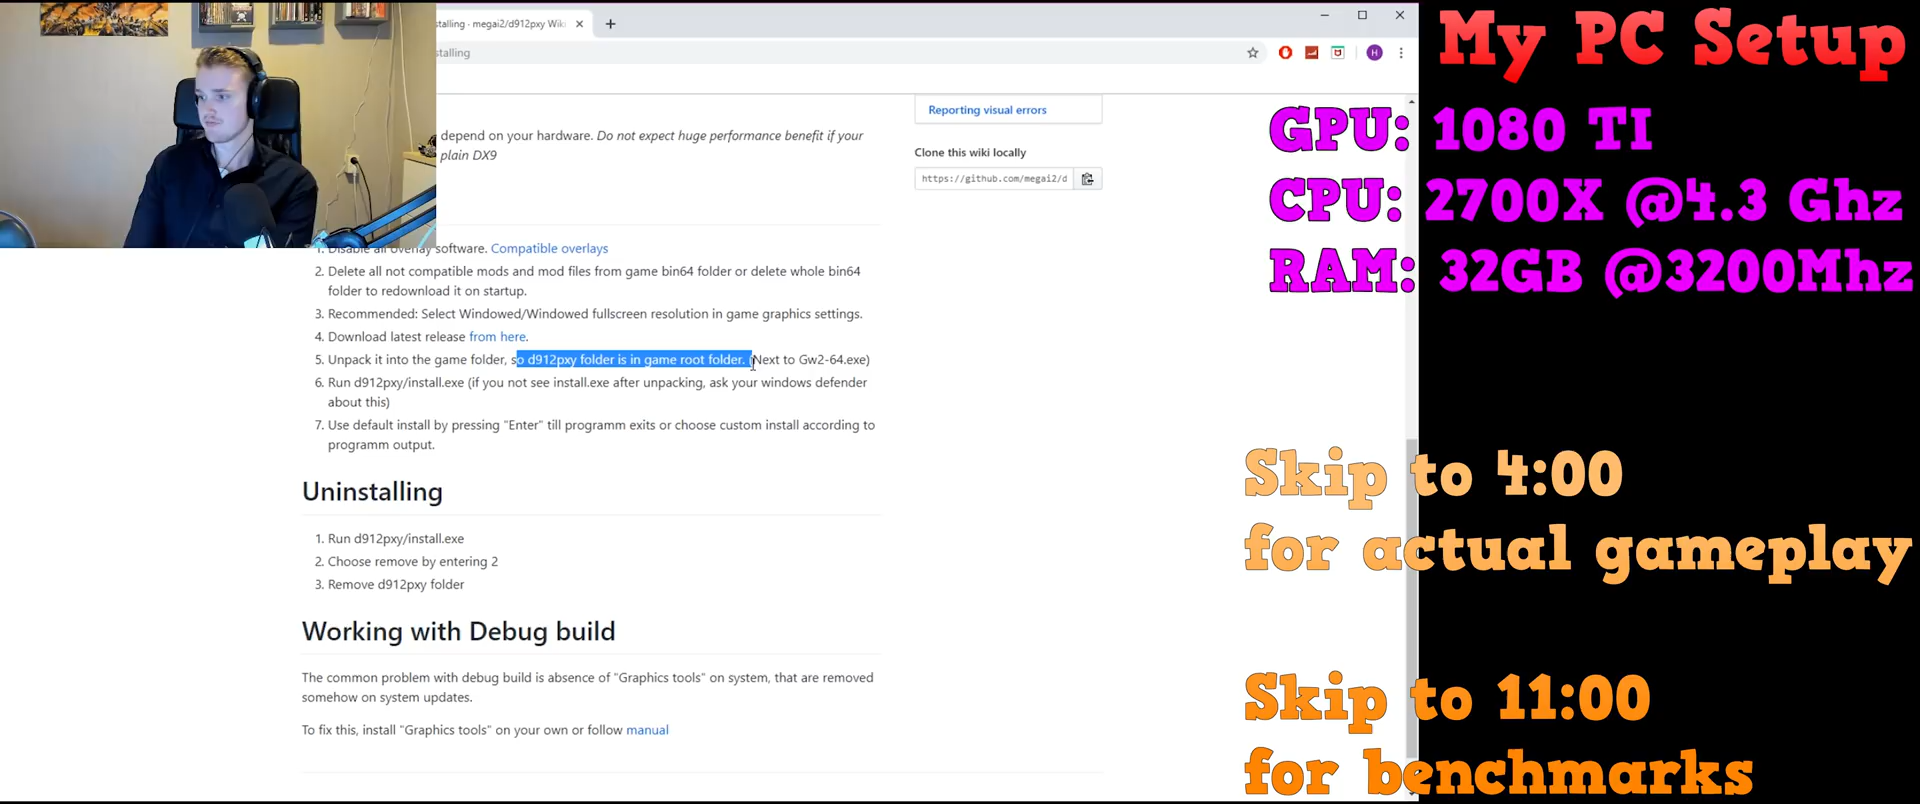 stalling - megai2/d912pxy Wiki
stalling
H
My PC Setup
GPU: 1080 TI
CPU: 2700X @4.3 Ghz
RAM: 32GB @3200Mhz
Reporting visual errors
depend on your hardware. Do not expect huge performance benefit if your
plain DX9
Clone this wiki locally
https://github.com/megai2/d
1. Disable all overlay software. Compatible overlays
2. Delete all not compatible mods and mod files from game bin64 folder or delete whole bin64
folder to redownload it on startup.
3. Recommended: Select Windowed/Windowed fullscreen resolution in game graphics settings.
4. Download latest release from here.
5. Unpack it into the game folder, so d912pxy folder is in game root folder. (Next to Gw2-64.exe)
6. Run d912pxy/install.exe (if you not see install.exe after unpacking, ask your windows defender
about this)
7. Use default install by pressing "Enter" till programm exits or choose custom install according to
programm output.
Uninstalling
1. Run d912pxy/install.exe
2. Choose remove by entering 2
3. Remove d912pxy folder
Working with Debug build
The common problem with debug build is absence of "Graphics tools" on system, that are removed
somehow on system updates.
To fix this, install "Graphics tools" on your own or follow manual
Skip to 4:00
for actual gameplay
Skip to 11:00
for benchmarks